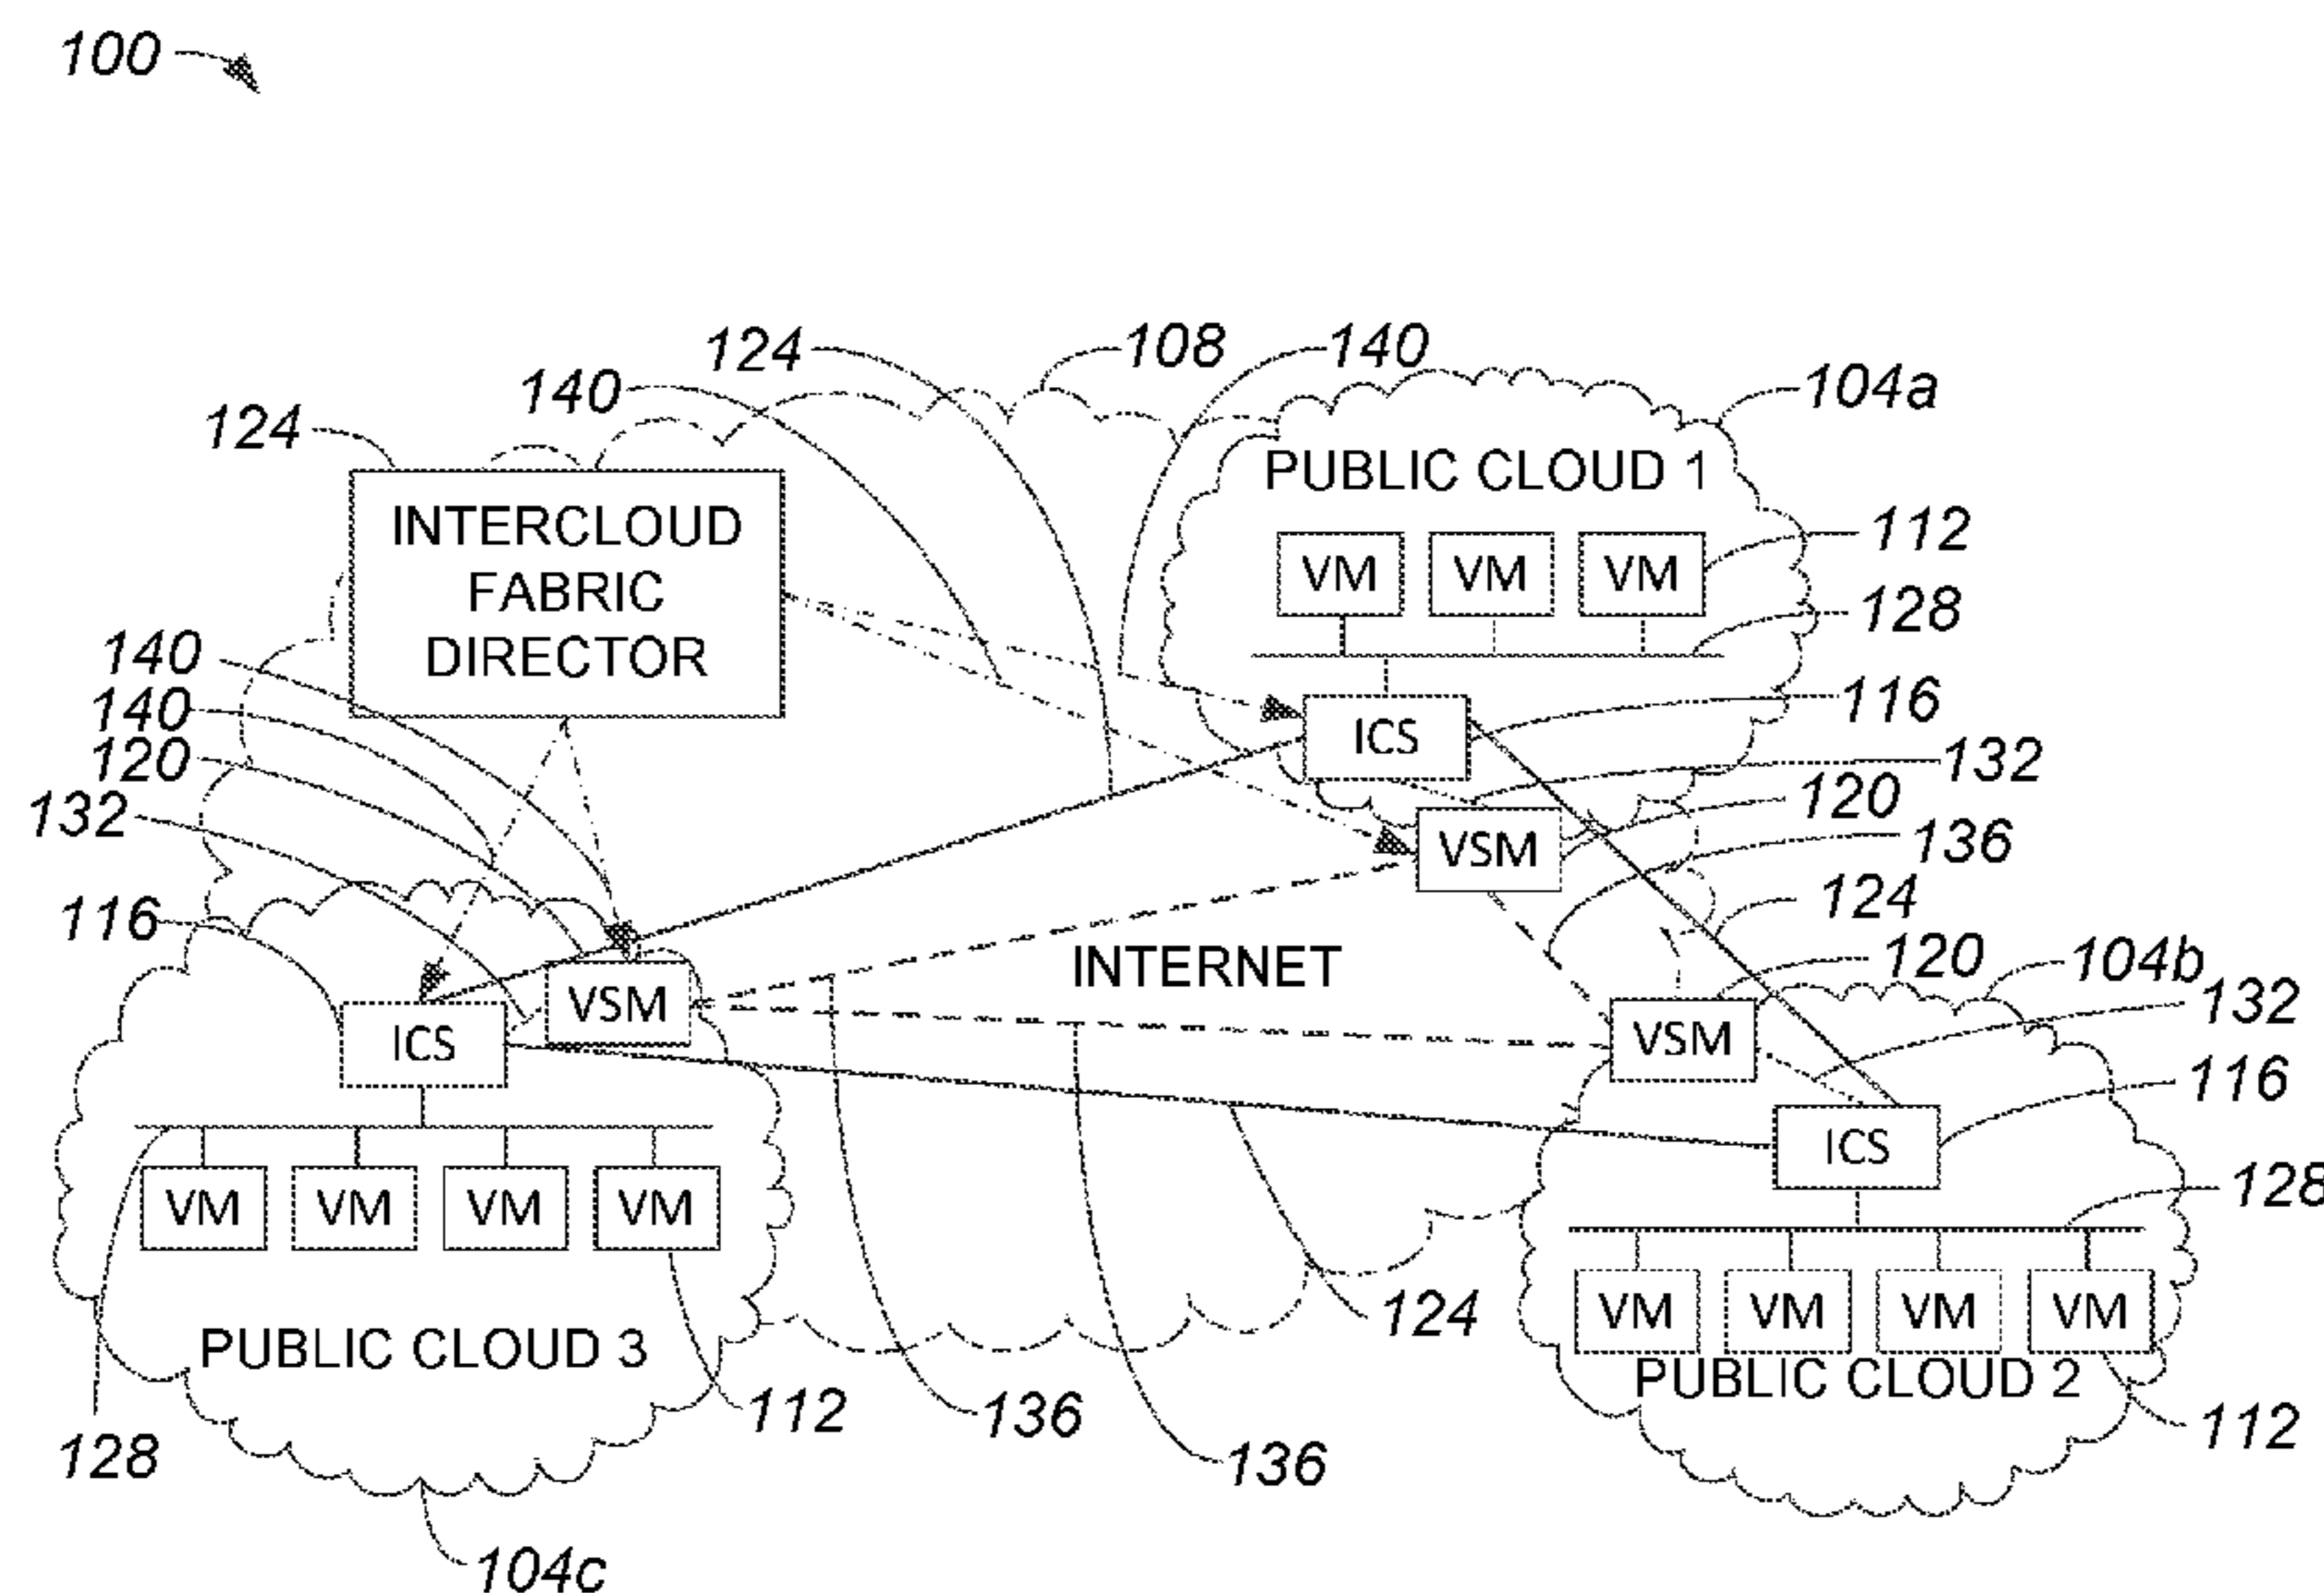 100
124
108
140
140
104a
124
PUBLIC CLOUD 1
INTERCLOUD
FABRIC
DIRECTOR
VM VM VM
112
128
140
140
120
132
ICS
116
132
120
VSM
136
124
116
INTERNET
120
104b
132
VSM
ICS
VSM
116
ICS
128
VM VM VM VM
VM VM VM VM
124
PUBLIC CLOUD 3
PUBLIC CLOUD 2
112
136
112
128
136
104c